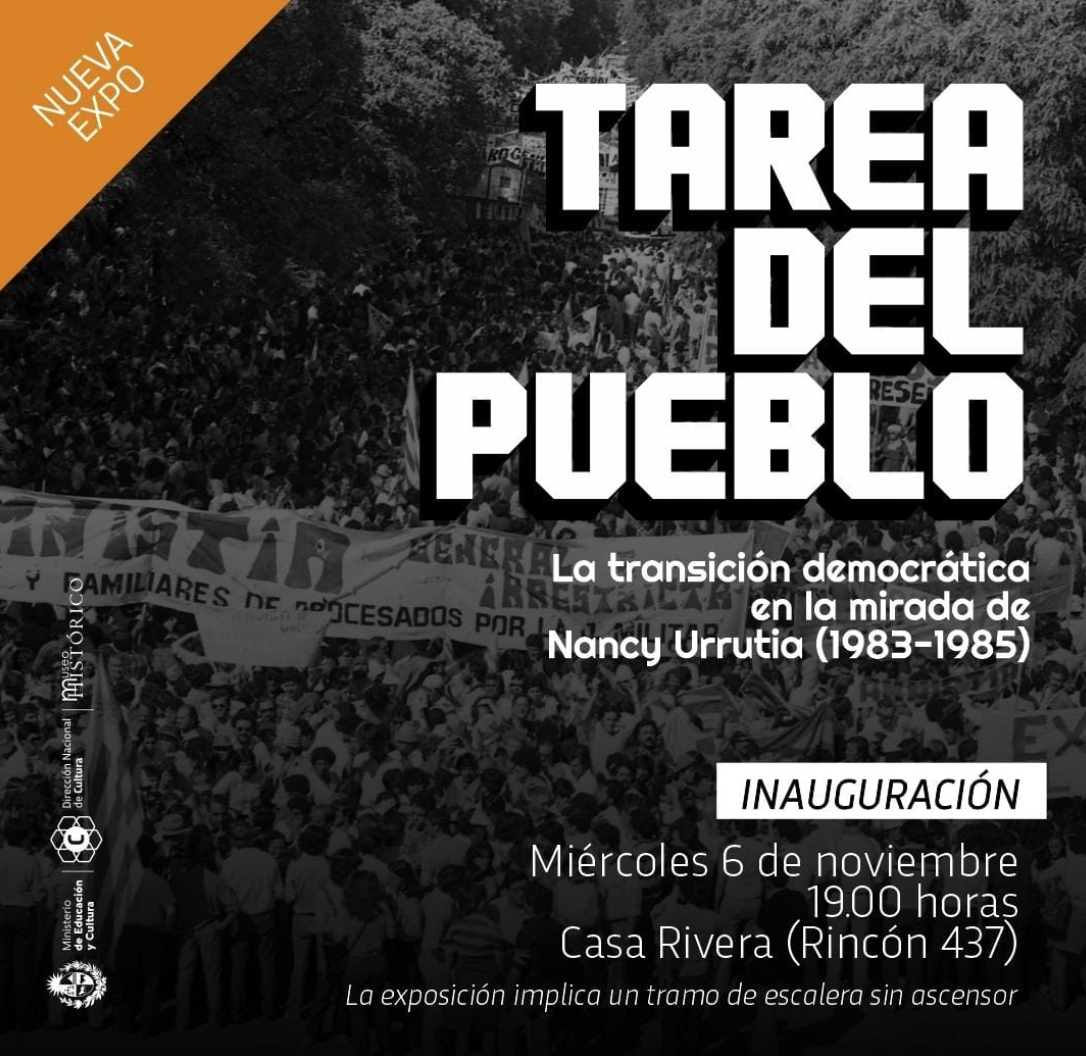 NUEVA
EXPO
TAREA
DEL
PUEBLO
La transición democrática
en la mirada de
Nancy Urrutia (1983-1985)
GENERAL
Y FAMILIARES DE PROCESADOS POR LA J. MILITAR
INAUGURACIÓN
Miércoles 6 de noviembre
19.00 horas
Casa Rivera (Rincón 437)
La exposición implica un tramo de escalera sin ascensor
Ministerio
de Educación
y Cultura
Dirección Nacional
de Cultura
Museo
HISTÓRICO